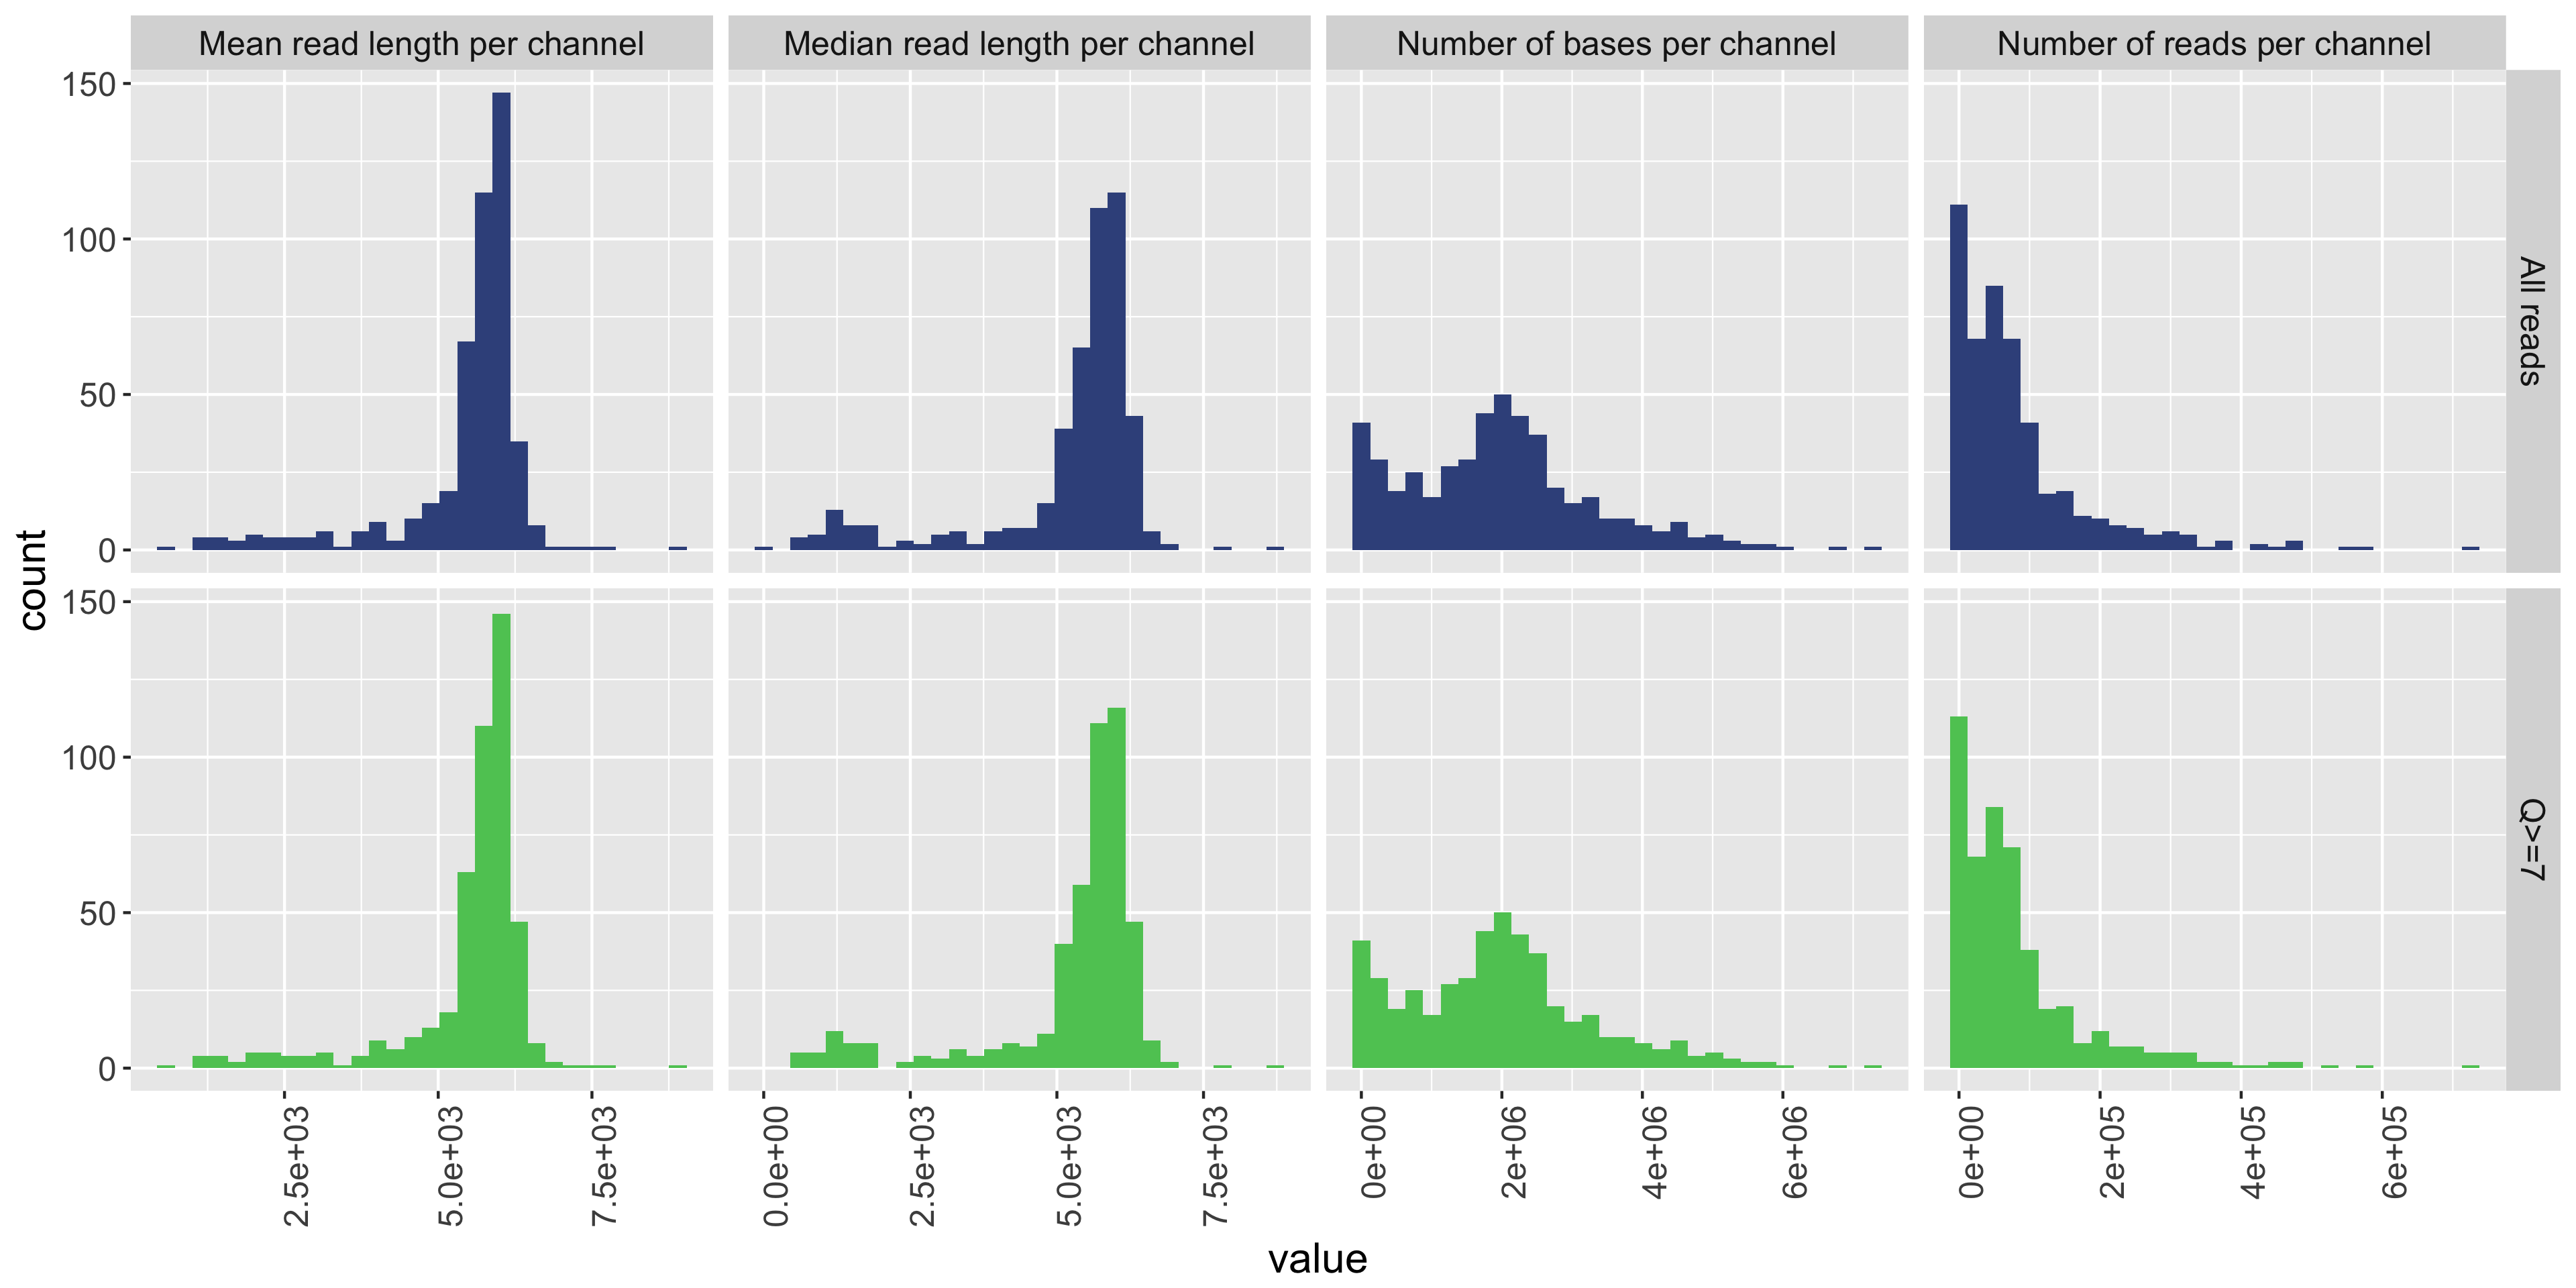 Mean read length per channel
Median read length per channel
Number of bases per channel
Number of reads per channel
150
100
50
0
All reads
count
150
100
50
0
Q>=7
2.5e+03
5.0e+03
7.5e+03
0.0e+00
2.5e+03
5.0e+03
7.5e+03
0e+00
2e+06
4e+06
6e+06
0e+00
2e+05
4e+05
6e+05
value